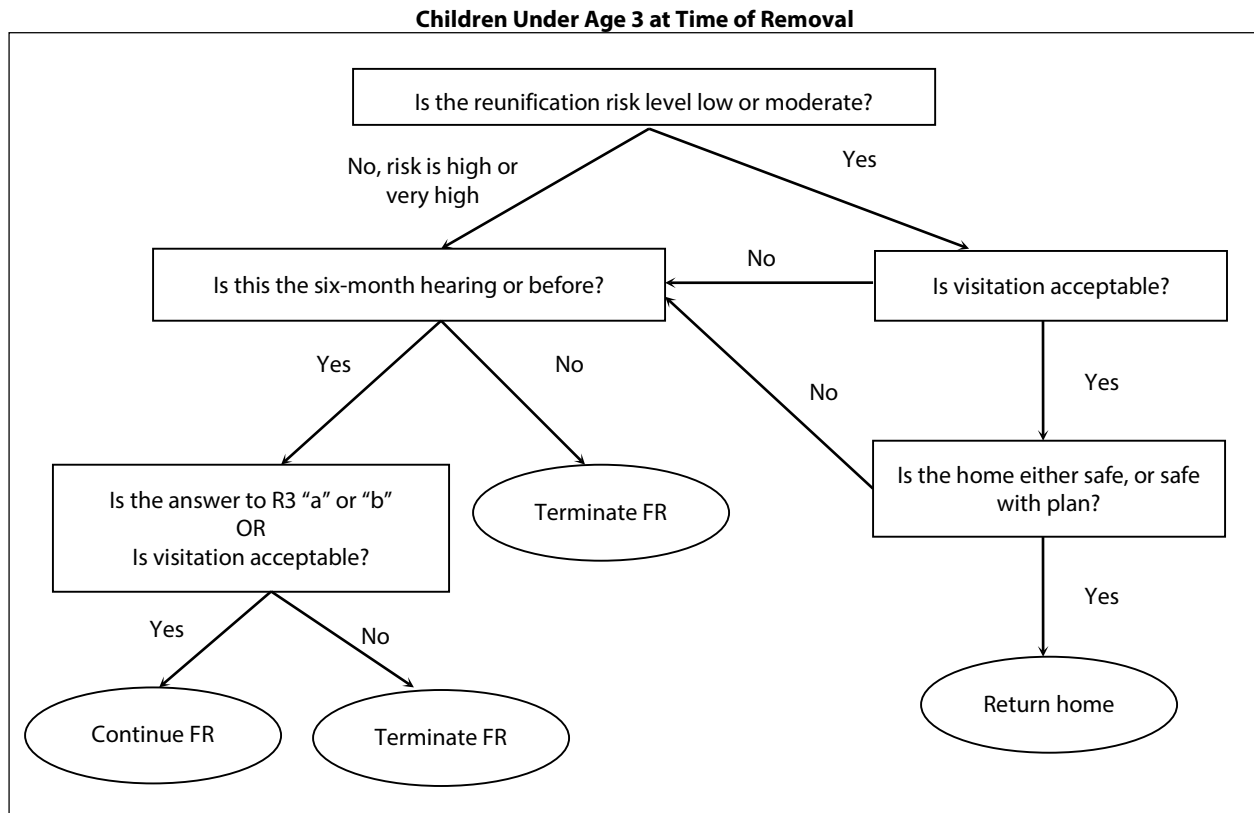 Children Under Age 3 at Time of Removal
Is the reunification risk level low or moderate?
No, risk is high or
very high
Yes
Is this the six-month hearing or before?
No
Is visitation acceptable?
Yes
No
No
Yes
Is the answer to R3 “a” or “b”
OR
Is visitation acceptable?
Terminate FR
Is the home either safe, or safe
with plan?
Yes
No
Yes
Continue FR
Terminate FR
Return home